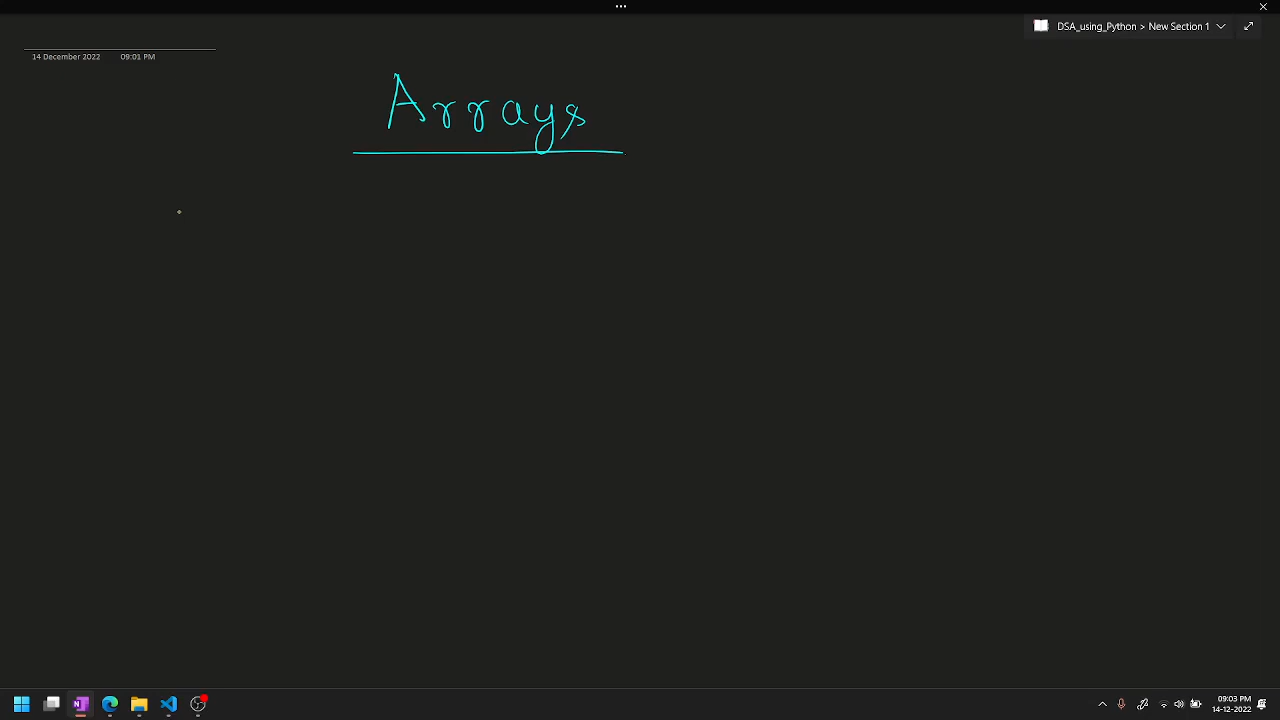 DSA_using_Python > New Section 1
14 December 2022 09:01 PM
Arrays
09:03 PM
14-12-2022